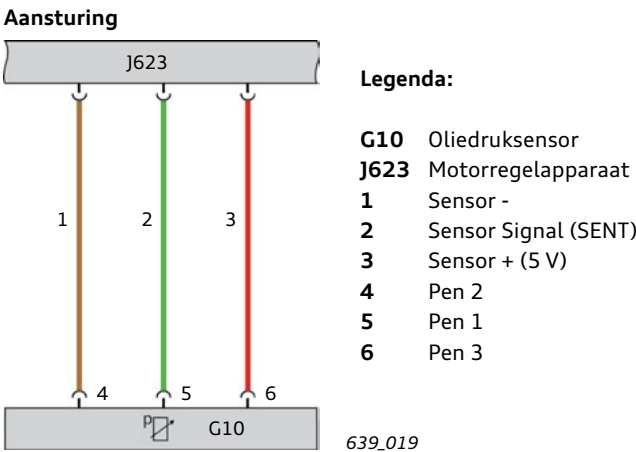 Aansturing
J623
1
2
3
4
5
6
P
G10
Legenda:
G10 Oliedruksensor
J623 Motorregelapparaat
1 Sensor -
2 Sensor Signal (SENT)
3 Sensor + (5 V)
4 Pen 2
5 Pen 1
6 Pen 3
639_019